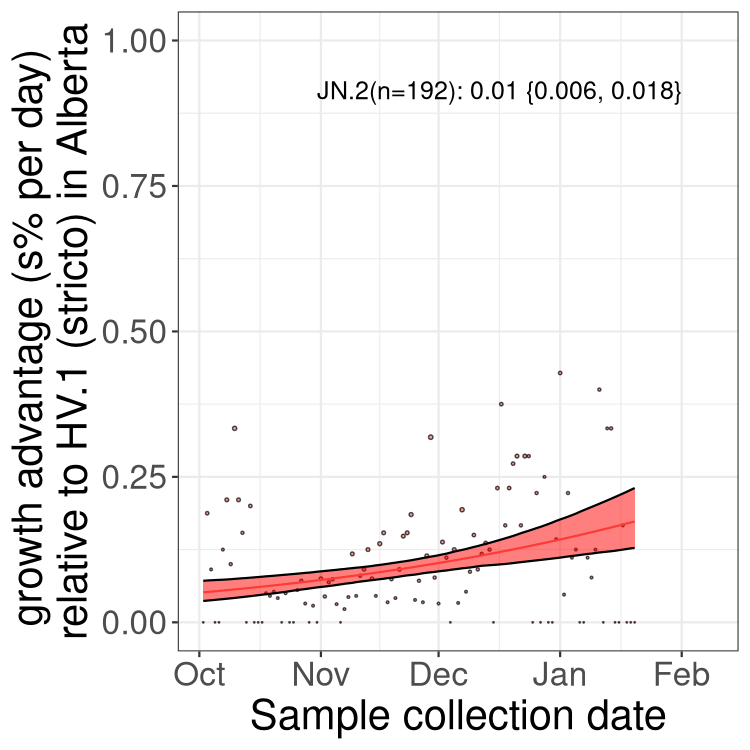 growth advantage (s% per day)
relative to HV.1 (stricto) in Alberta
1.00
0.75
0.50
0.25
0.00
JN.2(n=192): 0.01 {0.006, 0.018}
Oct Nov Dec Jan Feb
Sample collection date